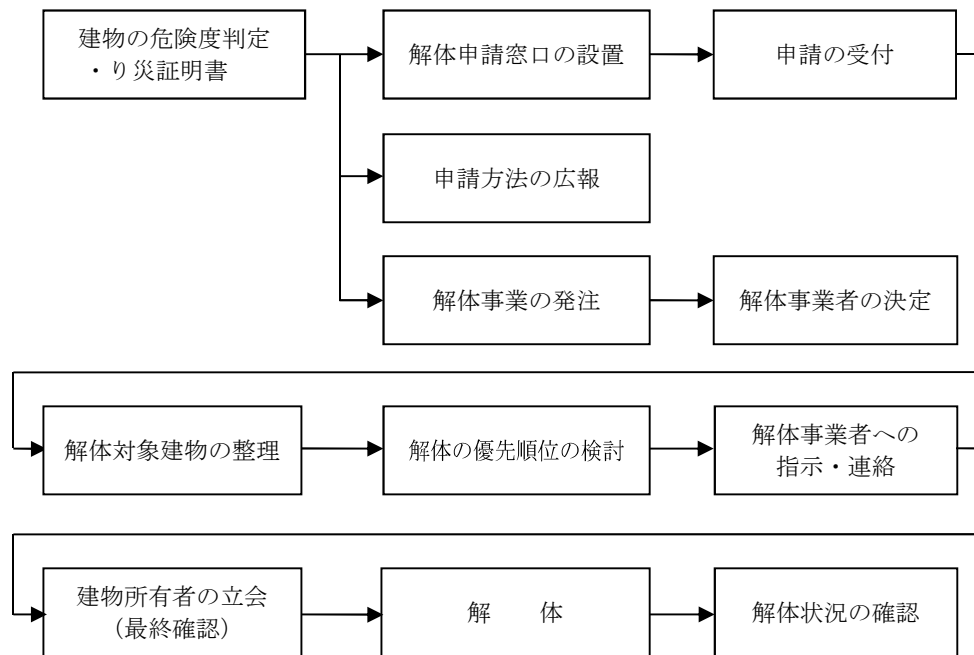 建物の危険度判定
・り災証明書
解体申請窓口の設置
申請の受付
申請方法の広報
解体事業の発注
解体事業者の決定
解体対象建物の整理
解体の優先順位の検討
解体事業者への
指示・連絡
建物所有者の立会
（最終確認）
解　　体
解体状況の確認